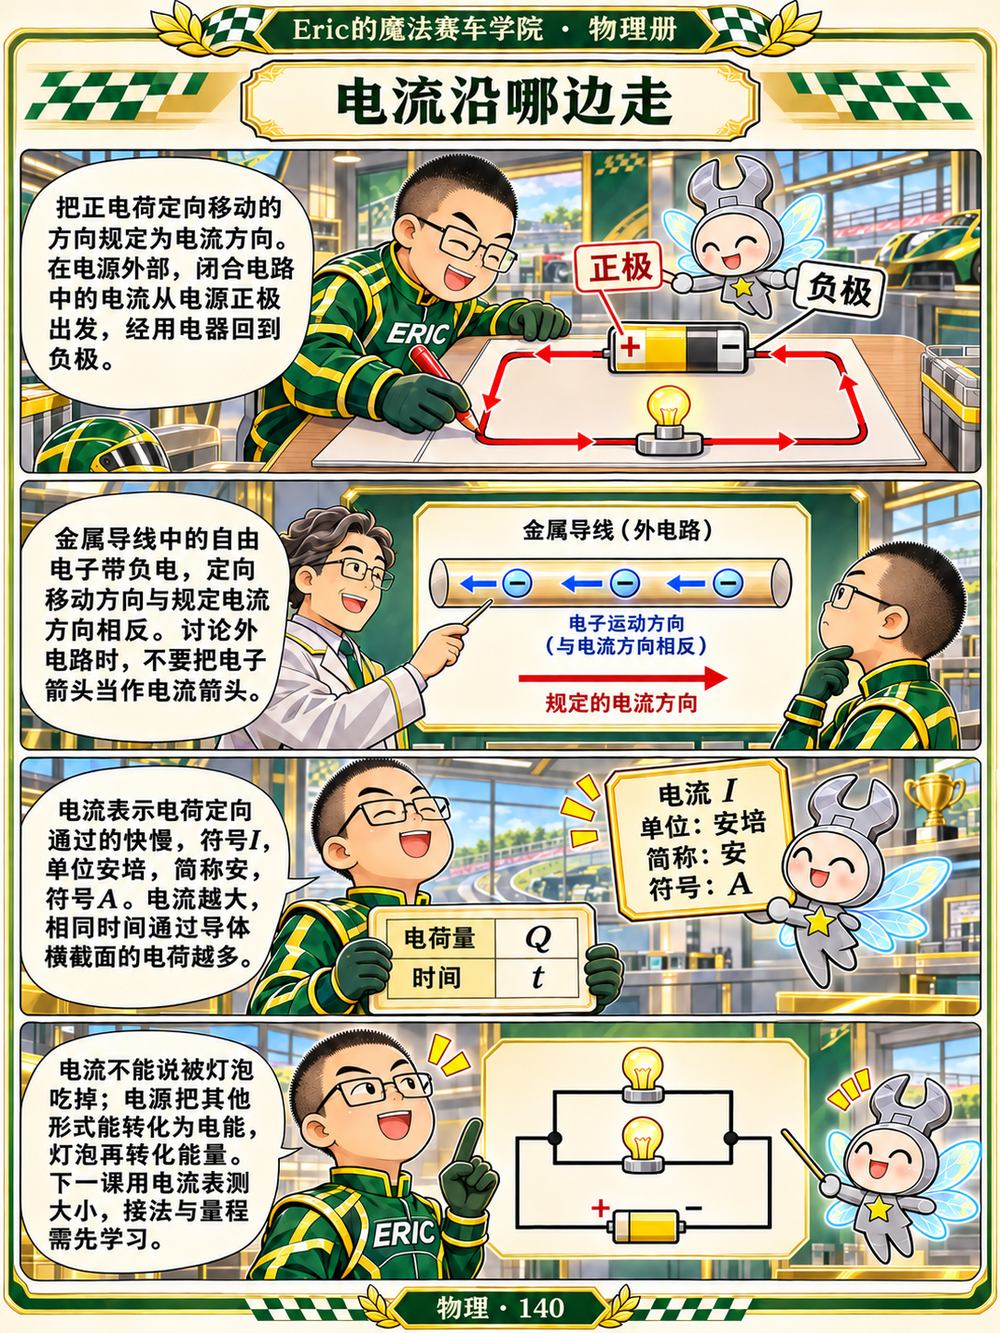 Eric的魔法赛车学院 · 物理册
电流沿哪边走
把正电荷定向移动的
方向规定为电流方向。
在电源外部，闭合电路
中的电流从电源正极
出发，经用电器回到
负极。
ERIC
正极
负极
+
−
金属导线中的自由
电子带负电，定向
移动方向与规定电流
方向相反。讨论外
电路时，不要把电子
箭头当作电流箭头。
金属导线（外电路）
− − −
电子运动方向
（与电流方向相反）
规定的电流方向
电流表示电荷定向
通过的快慢，符号I，
单位安培，简称安，
符号A。电流越大，
相同时间通过导体
横截面的电荷越多。
电荷量 Q
时间 t
电流 I
单位：安培
简称：安
符号：A
电流不能说被灯泡
吃掉；电源把其他
形式能转化为电能，
灯泡再转化能量。
下一课用电流表测
大小，接法与量程
需先学习。
ERIC
+ −
物理 · 140